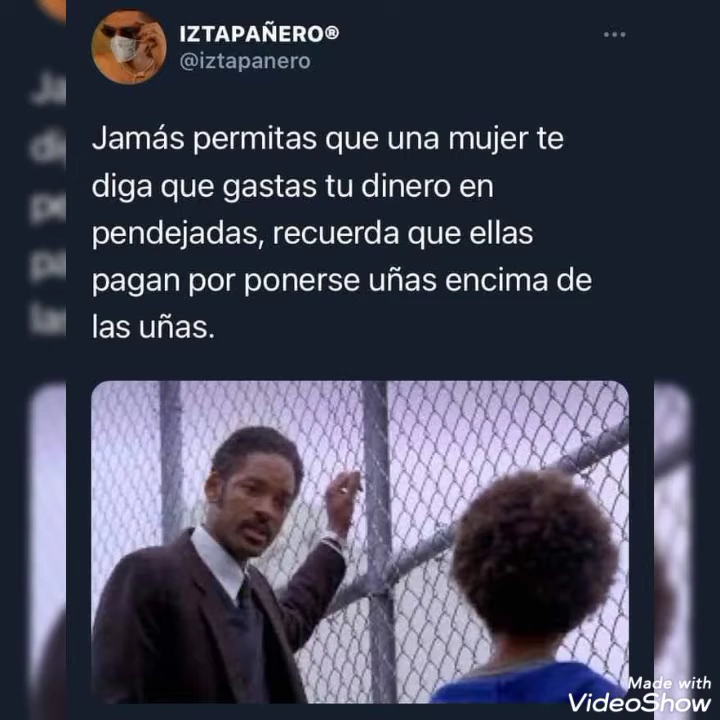 IZTAPAÑERO®
@iztapanero
Jamás permitas que una mujer te
diga que gastas tu dinero en
pendejadas, recuerda que ellas
pagan por ponerse uñas encima de
las uñas.
Made with
VideoShow